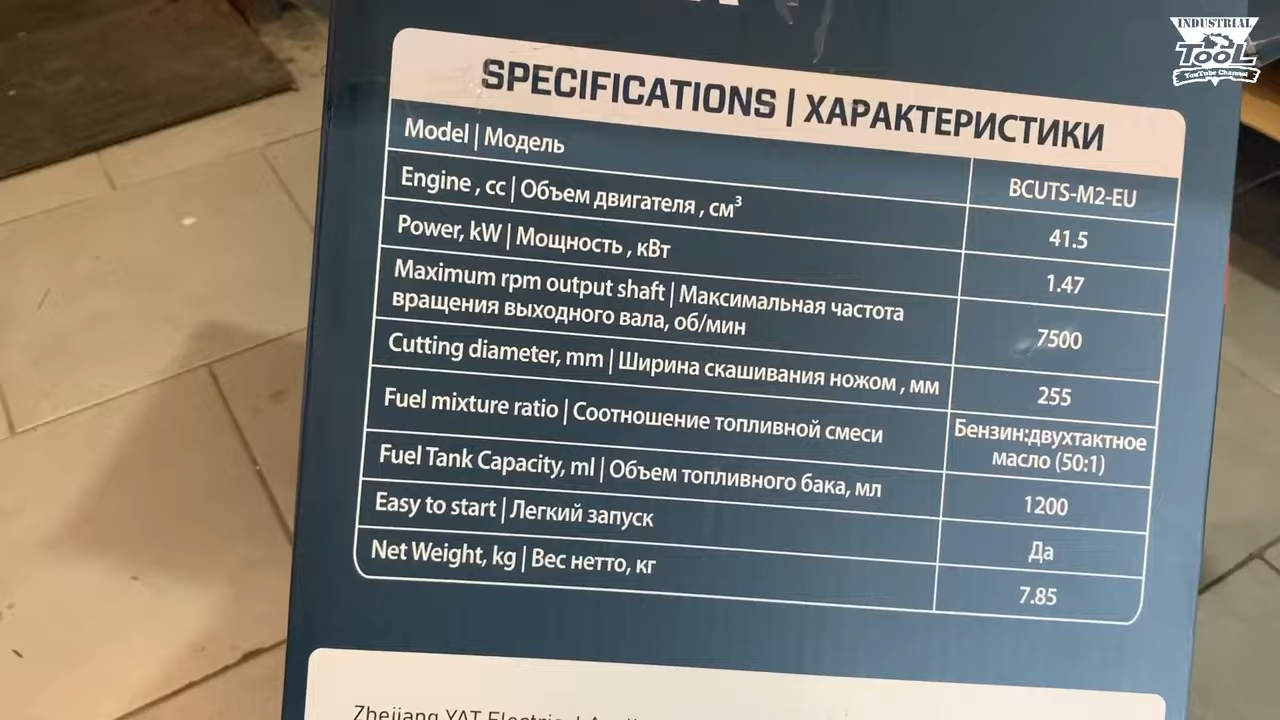 INDUSTRIAL
TOOL
YouTube Channel
SPECIFICATIONS | ХАРАКТЕРИСТИКИ
Model | Модель BCUTS-M2-EU
Engine , cc | Объем двигателя , см³ 41.5
Power, kW | Мощность , кВт 1.47
Maximum rpm output shaft | Максимальная частота
вращения выходного вала, об/мин 7500
Cutting diameter, mm | Ширина скашивания ножом , мм 255
Fuel mixture ratio | Соотношение топливной смеси Бензин:двухтактное
масло (50:1)
Fuel Tank Capacity, ml | Объем топливного бака, мл 1200
Easy to start | Легкий запуск Да
Net Weight, kg | Вес нетто, кг 7.85
Zhejiang YAT